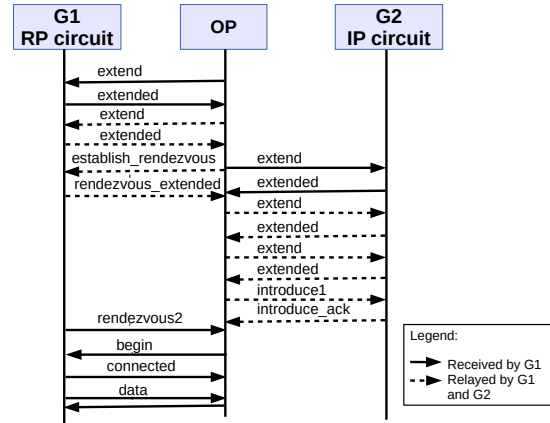 G1
RP circuit
OP
G2
IP circuit
extend
extended
extend
extended
establish_rendezvous
extend
rendezvous_extended
extended
extend
extended
extend
extended
introduce1
introduce_ack
rendezvous2
begin
connected
data
Legend:
Received by G1
Relayed by G1
and G2